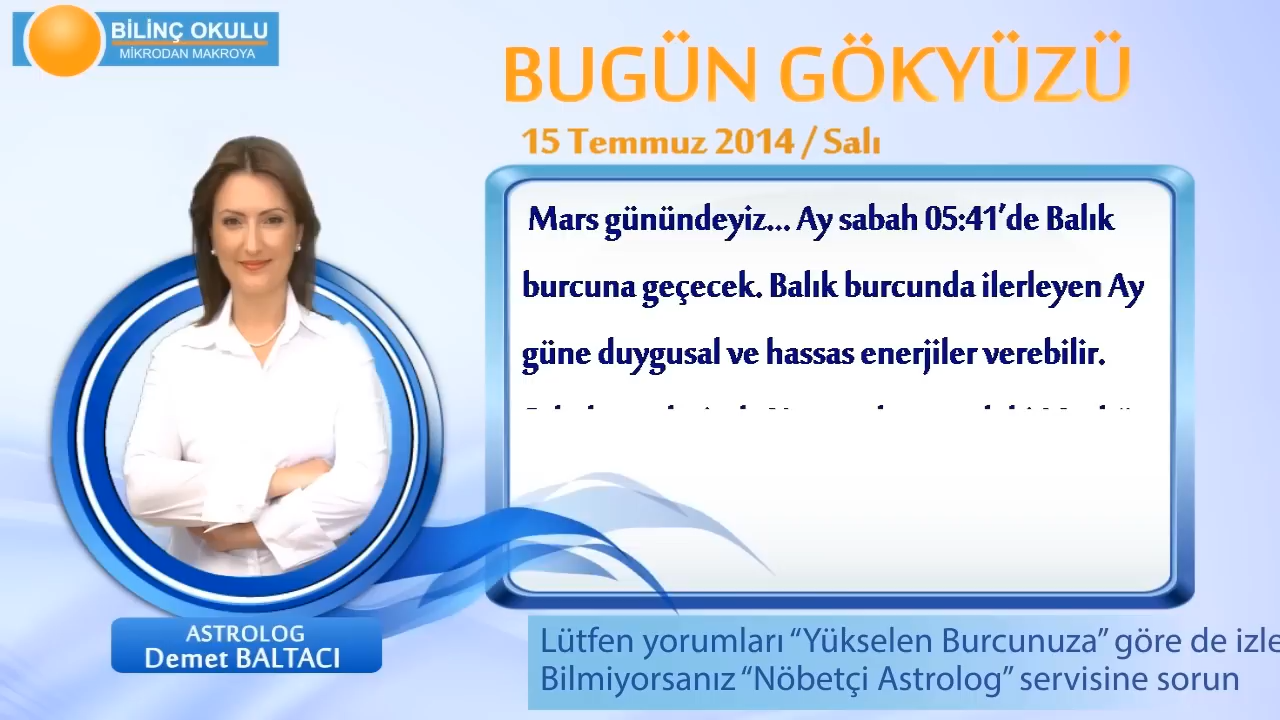 BİLİNÇ OKULU
MİKRODAN MAKROYA
BUGÜN GÖKYÜZÜ
15 Temmuz 2014 / Salı
Mars günündeyiz... Ay sabah 05:41'de Balık
burcuna geçecek. Balık burcunda ilerleyen Ay
güne duygusal ve hassas enerjiler verebilir.
ASTROLOG
Demet BALTACI
Lütfen yorumları “Yükselen Burcunuza” göre de izle
Bilmiyorsanız “Nöbetçi Astrolog” servisine sorun